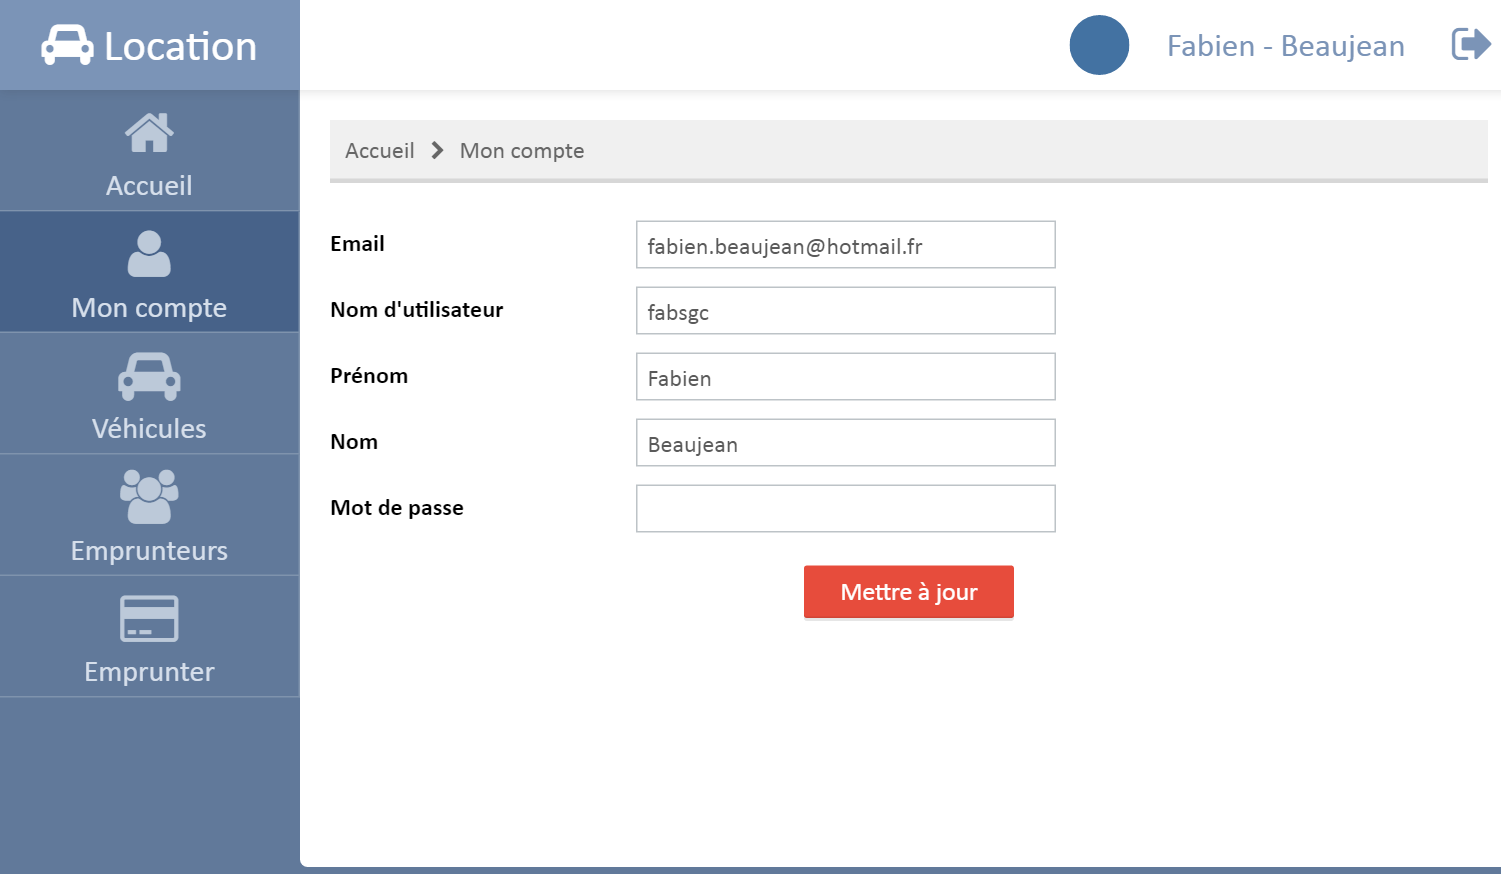 Location
Fabien - Beaujean
Accueil
Mon compte
Véhicules
Emprunteurs
Emprunter
Accueil Mon compte
Email fabien.beaujean@hotmail.fr
Nom d'utilisateur fabsgc
Prénom Fabien
Nom Beaujean
Mot de passe
Mettre à jour